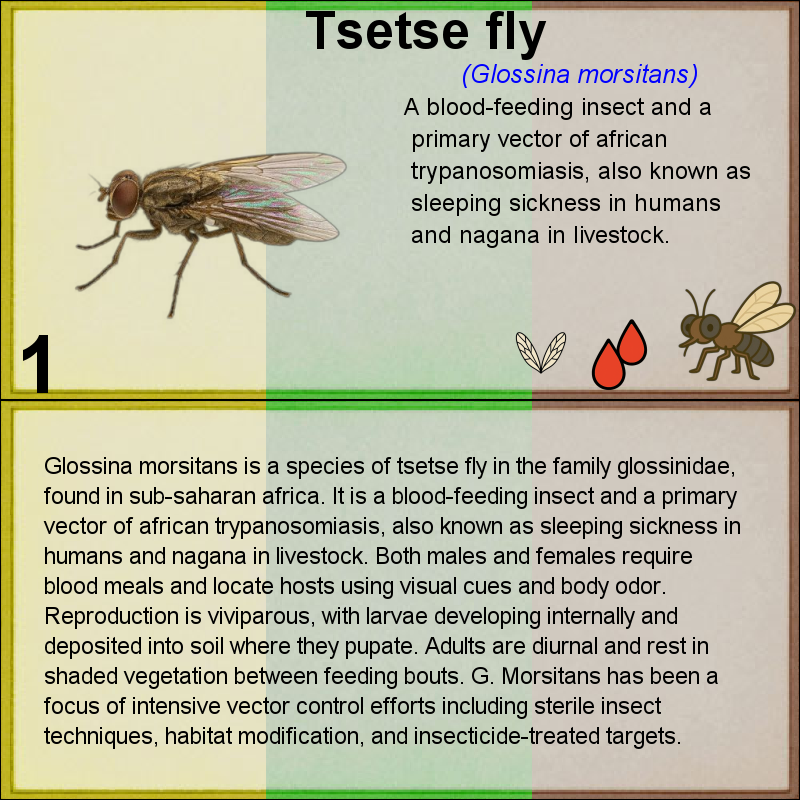 Tsetse fly
(Glossina morsitans)
A blood-feeding insect and a
primary vector of african
trypanosomiasis, also known as
sleeping sickness in humans
and nagana in livestock.
1
Glossina morsitans is a species of tsetse fly in the family glossinidae,
found in sub-saharan africa. It is a blood-feeding insect and a primary
vector of african trypanosomiasis, also known as sleeping sickness in
humans and nagana in livestock. Both males and females require
blood meals and locate hosts using visual cues and body odor.
Reproduction is viviparous, with larvae developing internally and
deposited into soil where they pupate. Adults are diurnal and rest in
shaded vegetation between feeding bouts. G. Morsitans has been a
focus of intensive vector control efforts including sterile insect
techniques, habitat modification, and insecticide-treated targets.